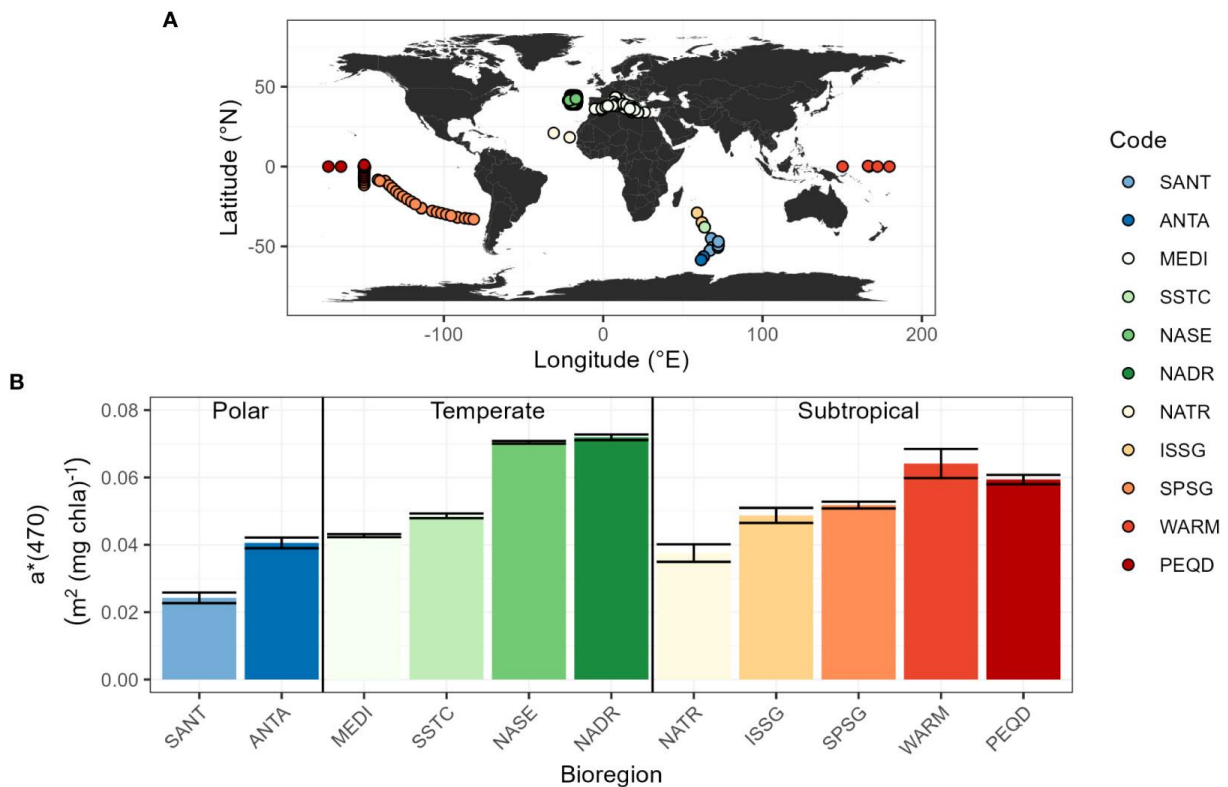 A
50
0
-50
Latitude (°N)
-100
0
100
200
Longitude (°E)
Code
SANT
ANTA
MEDI
SSTC
NASE
NADR
NATR
ISSG
SPSG
WARM
PEQD
B
Polar
Temperate
Subtropical
0.08
0.06
0.04
0.02
0.00
a*(470)
(m² (mg chla)⁻¹)
SANT
ANTA
MEDI
SSTC
NASE
NADR
NATR
ISSG
SPSG
WARM
PEQD
Bioregion